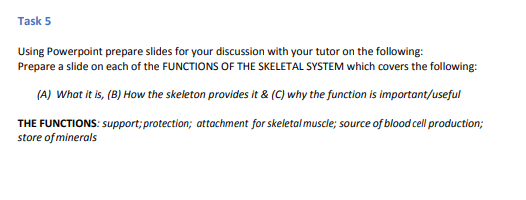 Task 5
Using Powerpoint prepare slides for your discussion with your tutor on the following:
Prepare a slide on each of the FUNCTIONS OF THE SKELETAL SYSTEM which covers the following:
(A) What it is, (B) How the skeleton provides it & (C) why the function is important/useful
THE FUNCTIONS: support; protection; attachment for skeletal muscle; source of blood cell production;
store of minerals